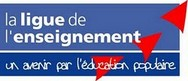 la ligue de
l'enseignement
un avenir par l'éducation populaire